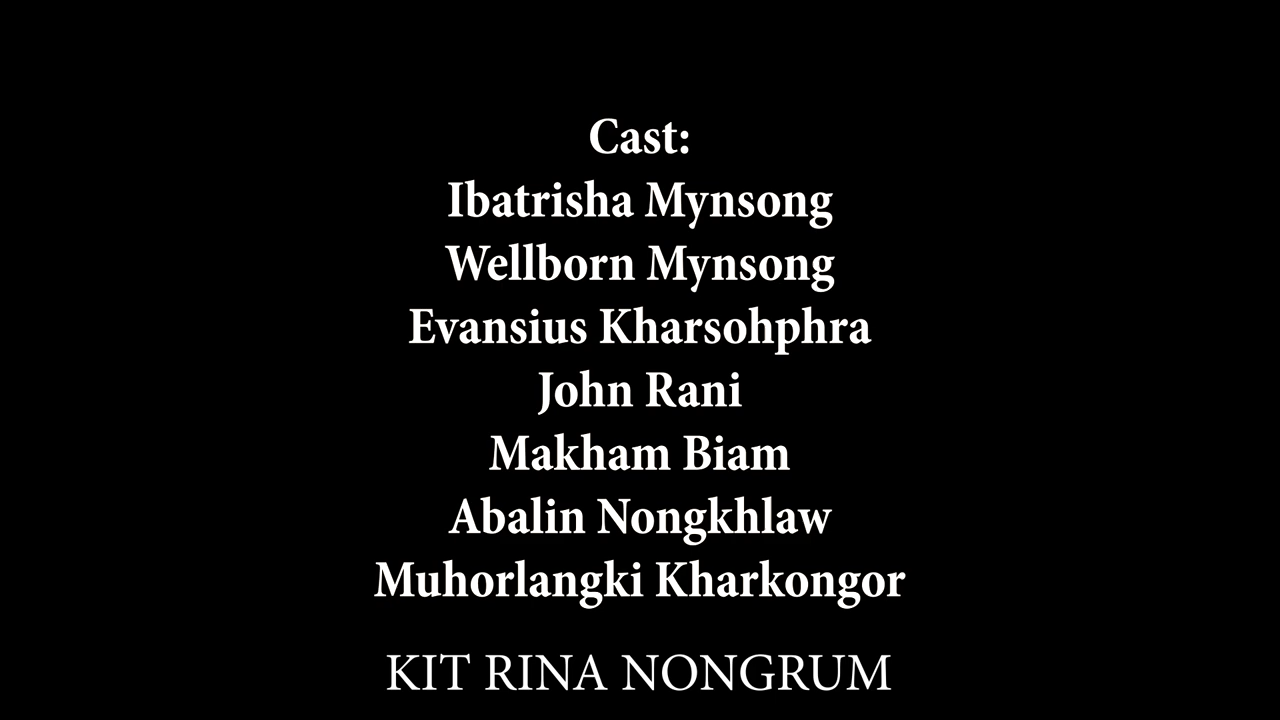 Cast:
Ibatrisha Mynsong
Wellborn Mynsong
Evansius Kharsohphra
John Rani
Makham Biam
Abalin Nongkhlaw
Muhorlangki Kharkongor
KIT RINA NONGRUM